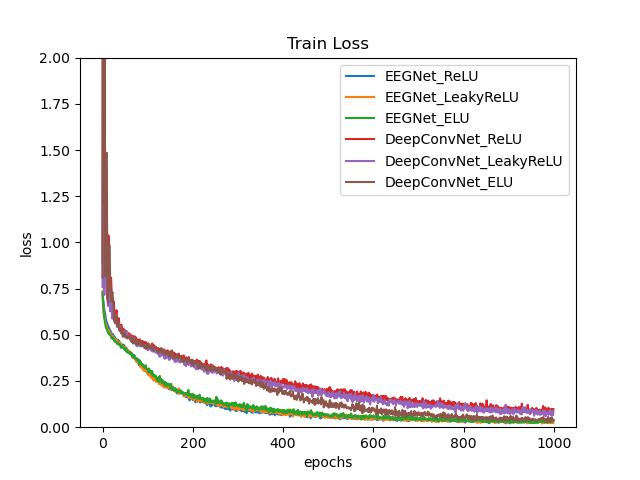 Train Loss
2.00
1.75
1.50
1.25
1.00
0.75
0.50
0.25
0.00
loss
EEGNet_ReLU
EEGNet_LeakyReLU
EEGNet_ELU
DeepConvNet_ReLU
DeepConvNet_LeakyReLU
DeepConvNet_ELU
0 200 400 600 800 1000
epochs